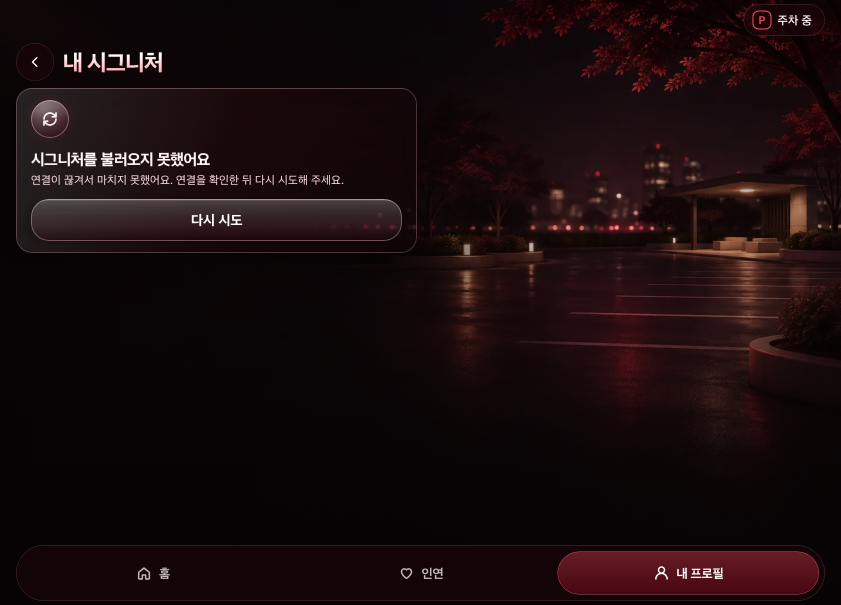 P 주차 중
내 시그니처
시그니처를 불러오지 못했어요
연결이 끊겨서 마치지 못했어요. 연결을 확인한 뒤 다시 시도해 주세요.
다시 시도
홈
인연
내 프로필